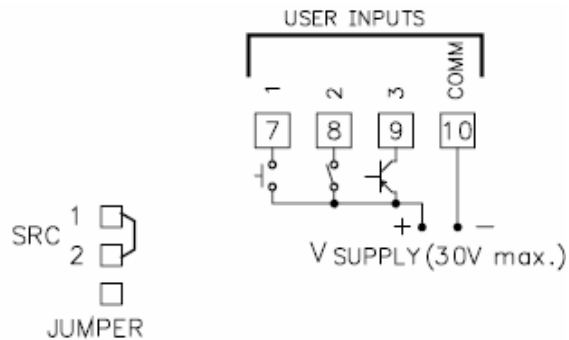 USER INPUTS
1 2 3 COMM
7 8 9 10
+ −
V SUPPLY (30V max.)
1
SRC
2
JUMPER